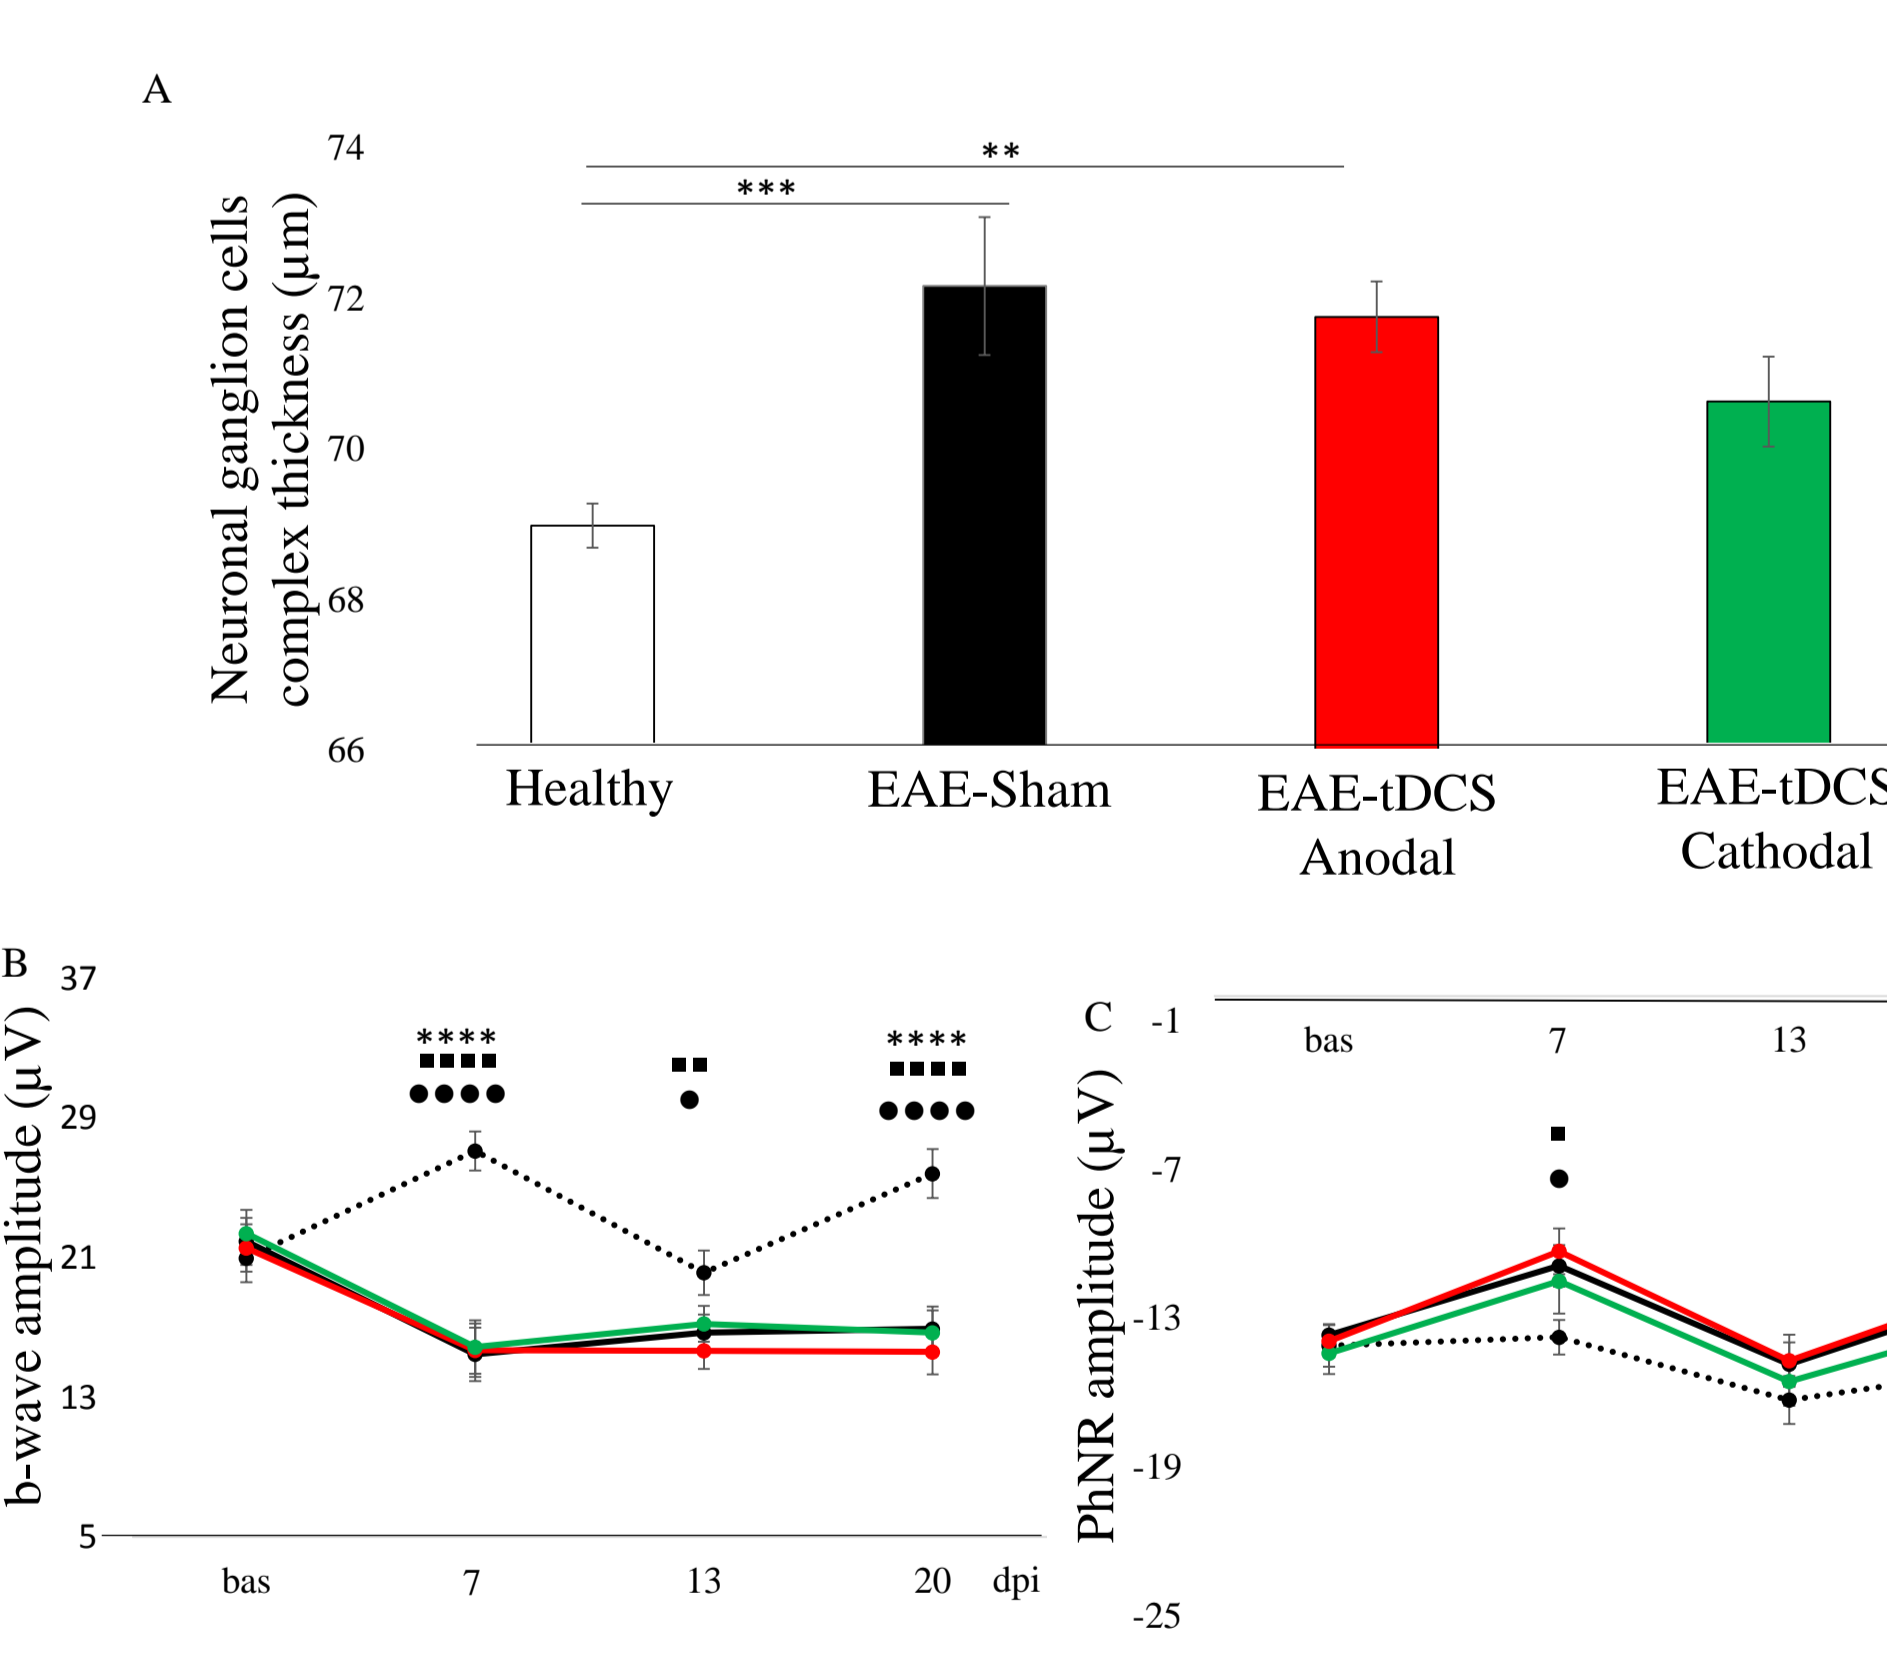 A
74
**
***
72
70
68
66
Neuronal ganglion cells
complex thickness (µm)
Healthy
EAE-Sham
EAE-tDCS
Anodal
EAE-tDCS
Cathodal
B
37
29
21
13
5
b-wave amplitude (µ V)
****
****
bas
7
13
20
dpi
C
-1
-7
-13
-19
-25
PhNR amplitude (µ V)
bas
7
13